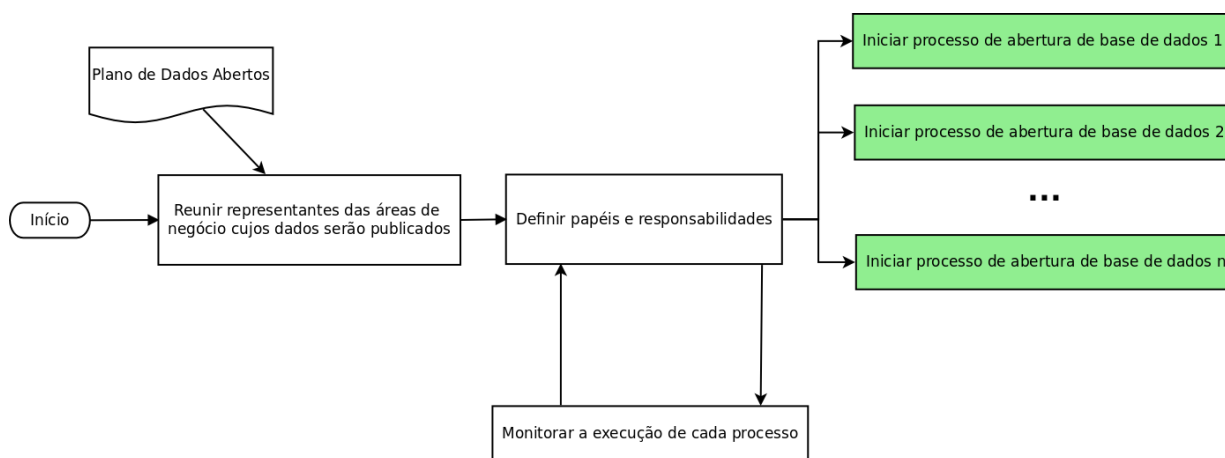 Plano de Dados Abertos
Início
Reunir representantes das áreas de
negócio cujos dados serão publicados
Definir papéis e responsabilidades
Iniciar processo de abertura de base de dados 1
Iniciar processo de abertura de base de dados 2
...
Iniciar processo de abertura de base de dados n
Monitorar a execução de cada processo